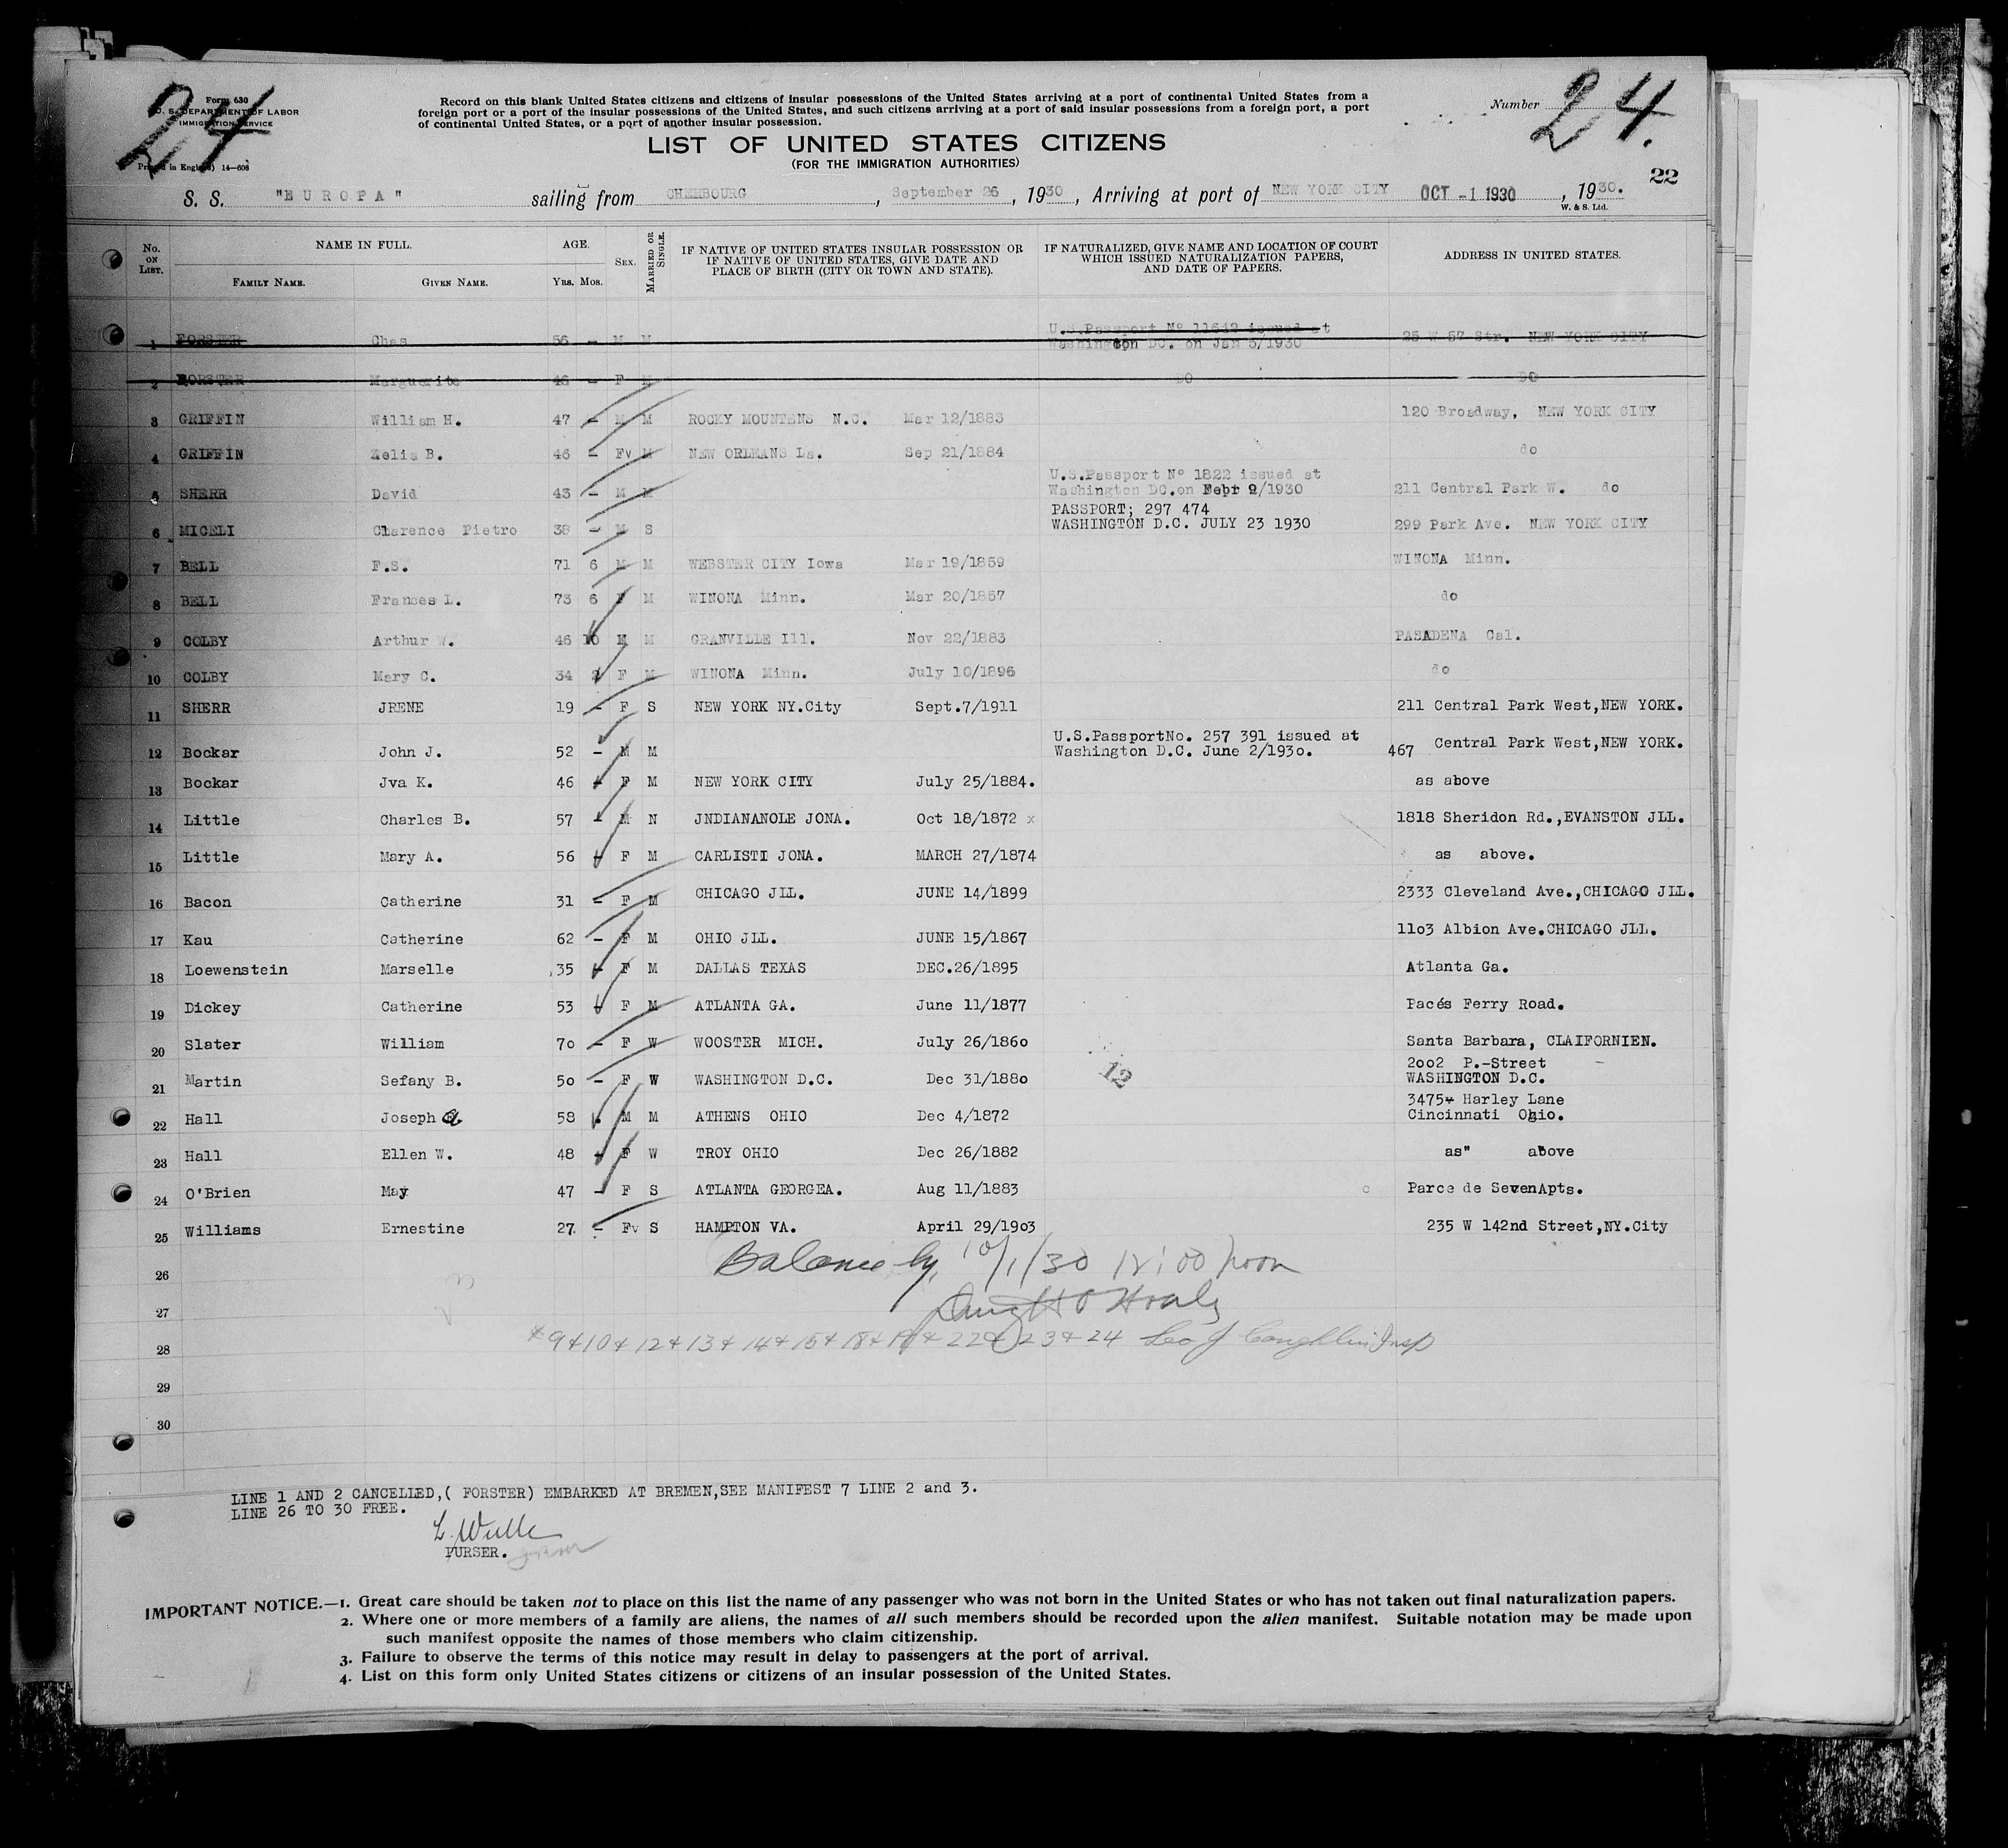 24
Form 630
U. S. DEPARTMENT OF LABOR
IMMIGRATION SERVICE
Printed in England) 14—608
Record on this blank United States citizens and citizens of insular possessions of the United States arriving at a port of continental United States from a
foreign port or a port of the insular possessions of the United States, and such citizens arriving at a port of said insular possessions from a foreign port, a port
of continental United States, or a port of another insular possession.
Number 24.
LIST OF UNITED STATES CITIZENS
(FOR THE IMMIGRATION AUTHORITIES)
22
S. S. "EUROPA" sailing from CHERBOURG, September 26, 1930, Arriving at port of NEW YORK CITY OCT -1 1930, 1930.
W. & S. Ltd.
No. ON LIST. NAME IN FULL. FAMILY NAME. GIVEN NAME. AGE. Yrs. Mos. SEX. MARRIED OR SINGLE. IF NATIVE OF UNITED STATES INSULAR POSSESSION OR IF NATIVE OF UNITED STATES, GIVE DATE AND PLACE OF BIRTH (CITY OR TOWN AND STATE). IF NATURALIZED, GIVE NAME AND LOCATION OF COURT WHICH ISSUED NATURALIZATION PAPERS, AND DATE OF PAPERS. ADDRESS IN UNITED STATES.
1 FORSTER Chas 56 — M M U.S.Passport Nº 11642 issued at Washington DC. on Jan 5/1930 25 W 57 Str. NEW YORK CITY
2 FORSTER Marguerite 46 — F M DO DO
3 GRIFFIN William H. 47 — M M ROCKY MOUNTENS N.C. Mar 12/1883 120 Broadway, NEW YORK CITY
4 GRIFFIN Zelia B. 46 — Fv M NEW ORLEANS La. Sep 21/1884 do
5 SHERR David 43 — M M U.S.Passport Nº 1822 issued at Washington DC.on Febr 9/1930 211 Central Park W. do
6 MICELI Clarence Pietro 38 — M S PASSPORT; 297 474 WASHINGTON D.C. JULY 23 1930 299 Park Ave. NEW YORK CITY
7 BELL F.S. 71 6 M M WEBSTER CITY Iowa Mar 19/1859 WINONA Minn.
8 BELL Frances L. 73 6 F M WINONA Minn. Mar 20/1857 do
9 COLBY Arthur W. 46 10 M M GRANVILLE Ill. Nov 22/1883 PASADENA Cal.
10 COLBY Mary C. 34 2 F M WINONA Minn. July 10/1896 do
11 SHERR JRENE 19 - F S NEW YORK NY.City Sept.7/1911 211 Central Park West,NEW YORK.
12 Bockar John J. 52 - M M U.S.PassportNo. 257 391 issued at Washington D.C. June 2/193o. 467 Central Park West,NEW YORK.
13 Bockar Jva K. 46 - F M NEW YORK CITY July 25/1884. as above
14 Little Charles B. 57 - M N JNDIANANOLE JONA. Oct 18/1872 x 1818 Sheridon Rd.,EVANSTON JLL.
15 Little Mary A. 56 - F M CARLISTI JONA. MARCH 27/1874 as above.
16 Bacon Catherine 31 - F M CHICAGO JLL. JUNE 14/1899 2333 Cleveland Ave.,CHICAGO JLL.
17 Kau Catherine 62 - F M OHIO JLL. JUNE 15/1867 11o3 Albion Ave.CHICAGO JLL.
18 Loewenstein Marselle 35 - F M DALLAS TEXAS DEC.26/1895 Atlanta Ga.
19 Dickey Catherine 53 - F M ATLANTA GA. June 11/1877 Pacés Ferry Road.
20 Slater William 7o - F W WOOSTER MICH. July 26/186o Santa Barbara, CLAIFORNIEN.
21 Martin Sefany B. 5o - F W WASHINGTON D.C. Dec 31/188o 2oo2 P.-Street WASHINGTON D.C.
12
22 Hall Joseph a. 58 M M ATHENS OHIO Dec 4/1872 3475 Harley Lane Cincinnati Ohio.
23 Hall Ellen W. 48 - F W TROY OHIO Dec 26/1882 as" above
24 O'Brien May 47 - F S ATLANTA GEORGEA. Aug 11/1883 Parce de SevenApts.
25 Williams Ernestine 27 - Fv S HAMPTON VA. April 29/19o3 235 W 142nd Street,NY.City
26 Balance by 10/1/30 12:00 noon
27
28 *9+10+12+13+14+15+18+19+22+23+24 Leo J Coughlin Insp
29
30
LINE 1 AND 2 CANCELLED,( FORSTER) EMBARKED AT BREMEN,SEE MANIFEST 7 LINE 2 and 3.
LINE 26 TO 30 FREE.
PURSER.
IMPORTANT NOTICE.—1. Great care should be taken not to place on this list the name of any passenger who was not born in the United States or who has not taken out final naturalization papers.
2. Where one or more members of a family are aliens, the names of all such members should be recorded upon the alien manifest. Suitable notation may be made upon
such manifest opposite the names of those members who claim citizenship.
3. Failure to observe the terms of this notice may result in delay to passengers at the port of arrival.
4. List on this form only United States citizens or citizens of an insular possession of the United States.